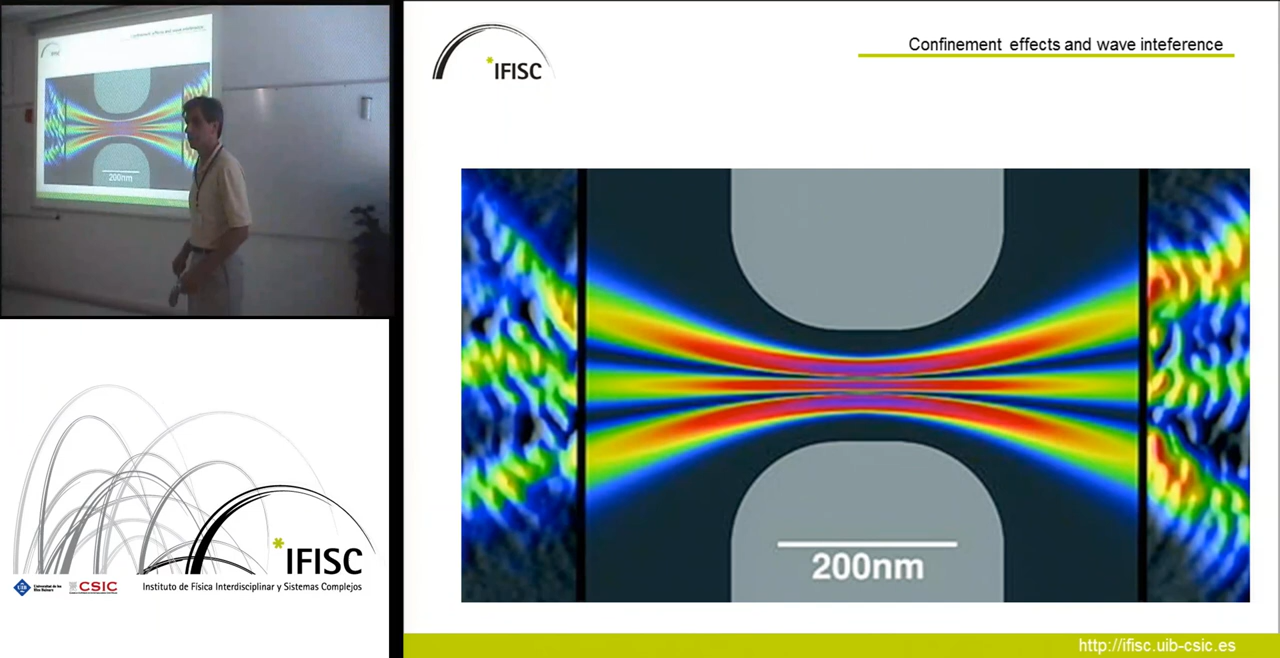 Confinement effects and wave inteference
*IFISC
200nm
http://ifisc.uib-csic.es
200nm
*IFISC
CSIC
Instituto de Física Interdisciplinar y Sistemas Complejos